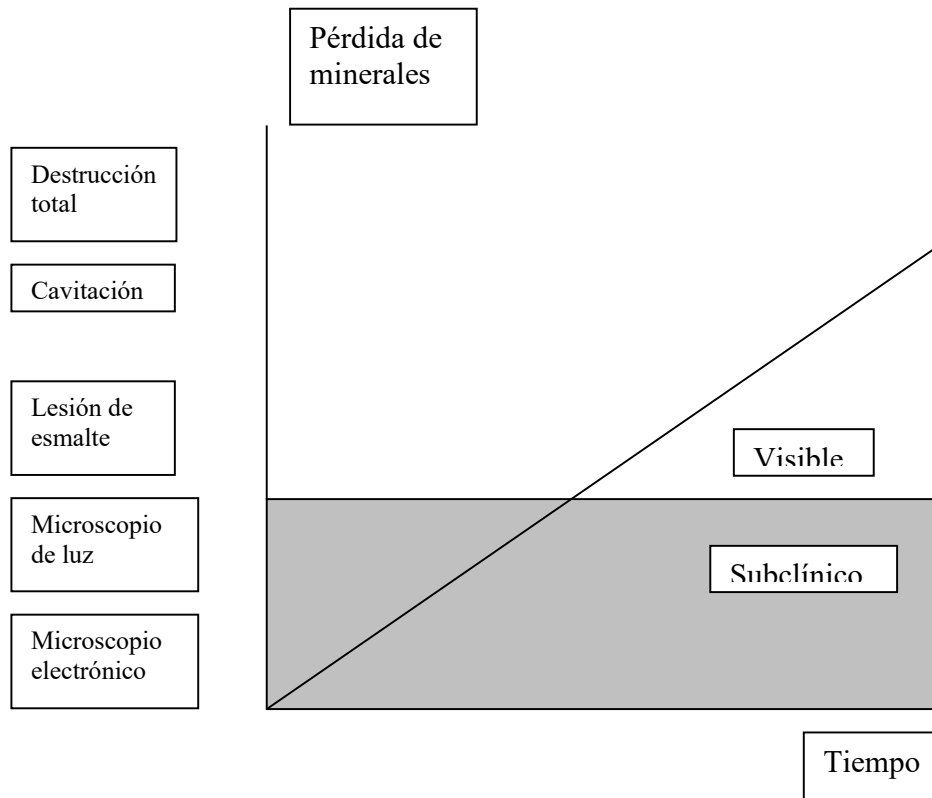 Pérdida de
minerales
Destrucción
total
Cavitación
Lesión de
esmalte
Visible
Microscopio
de luz
Subclínico
Microscopio
electrónico
Tiempo